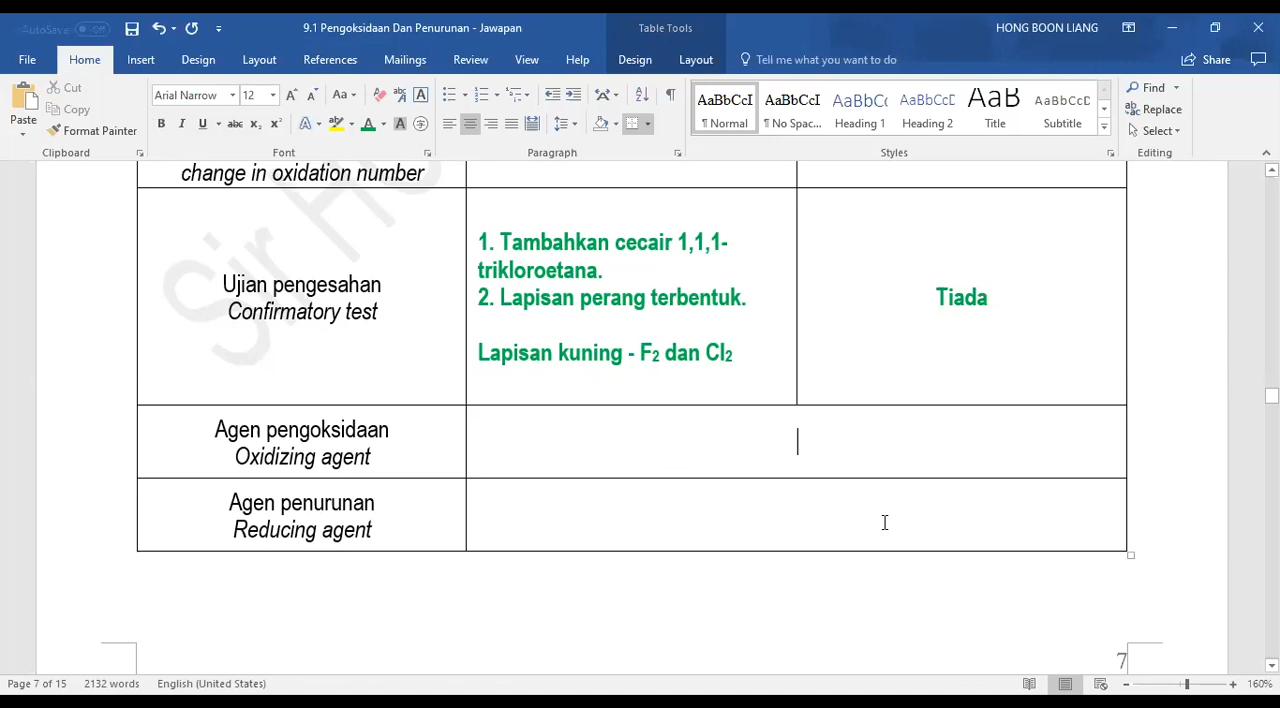 AutoSave Off
9.1 Pengoksidaan Dan Penurunan - Jawapan
Table Tools
HONG BOON LIANG
File Home Insert Design Layout References Mailings Review View Help Design Layout Tell me what you want to do Share
Paste
Cut
Copy
Format Painter
Clipboard
Arial Narrow 12
Font
Paragraph
AaBbCcI AaBbCcI AaBbCc AaBbCcD AaB AaBbCcD
¶ Normal ¶ No Spac... Heading 1 Heading 2 Title Subtitle
Styles
Find
Replace
Select
Editing
change in oxidation number
Ujian pengesahan
Confirmatory test
1. Tambahkan cecair 1,1,1-
trikloroetana.
2. Lapisan perang terbentuk.
Lapisan kuning - F₂ dan Cl₂
Tiada
Agen pengoksidaan
Oxidizing agent
Agen penurunan
Reducing agent
Sir Ho
7
Page 7 of 15 2132 words English (United States) 160%